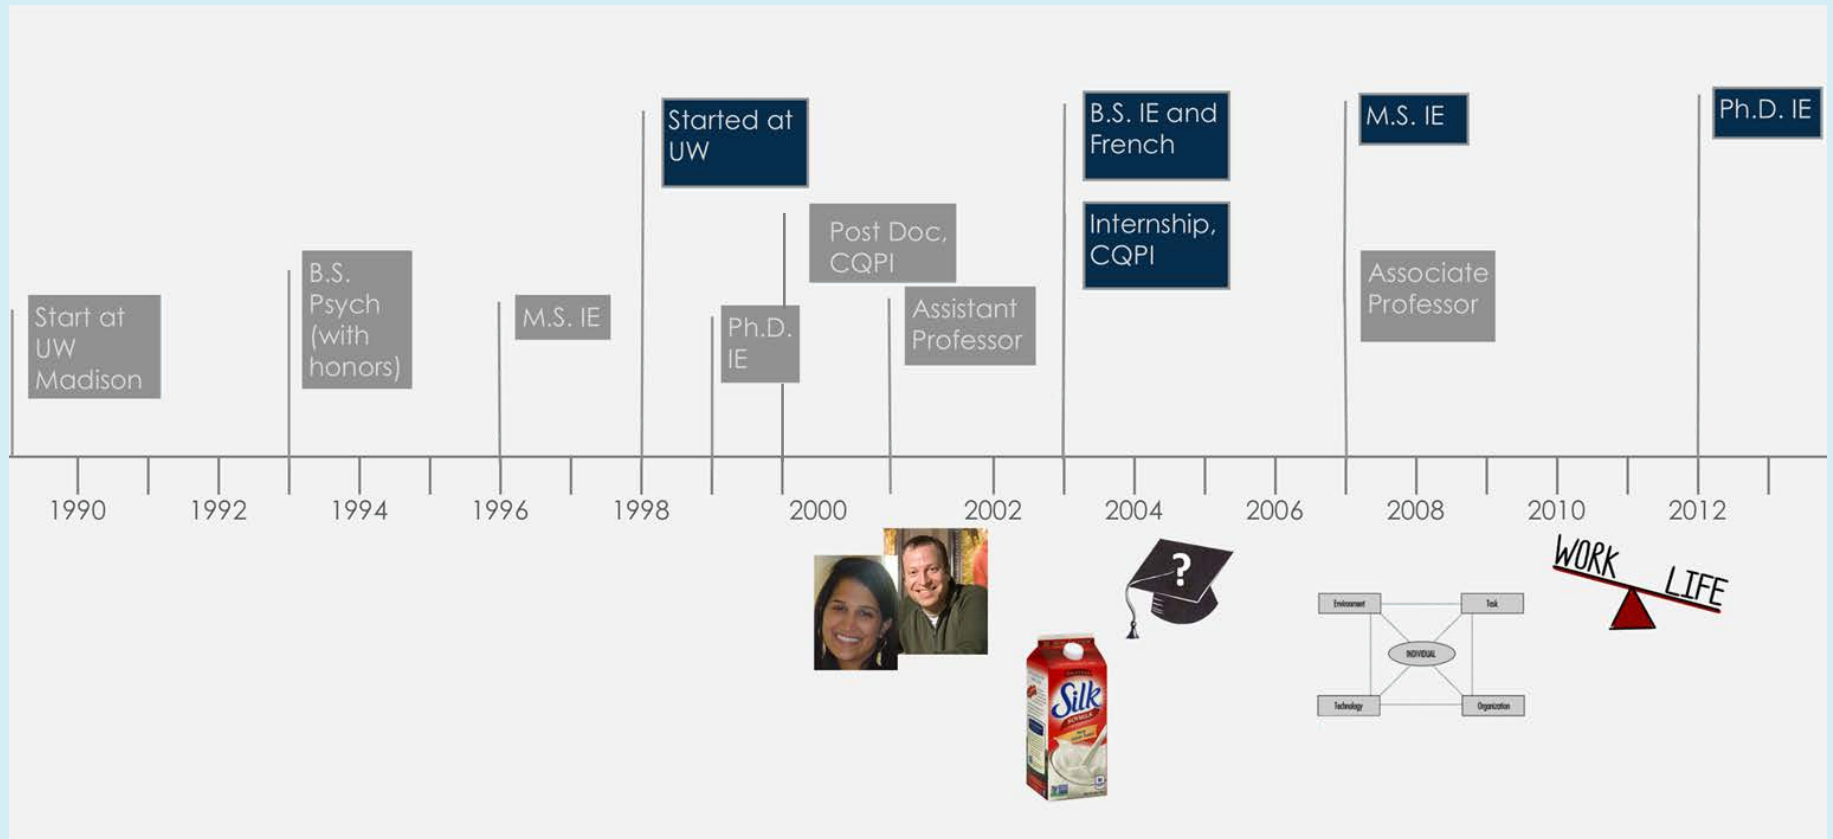 Started at
UW
B.S. IE and
French
M.S. IE
Ph.D. IE
Internship,
CQPI
Post Doc,
CQPI
Start at
UW
Madison
B.S.
Psych
(with
honors)
M.S. IE
Ph.D.
IE
Assistant
Professor
Associate
Professor
1990
1992
1994
1996
1998
2000
2002
2004
2006
2008
2010
2012
?
WORK
LIFE
Environment
Task
INDIVIDUAL
Technology
Organization
Silk
SOYMILK